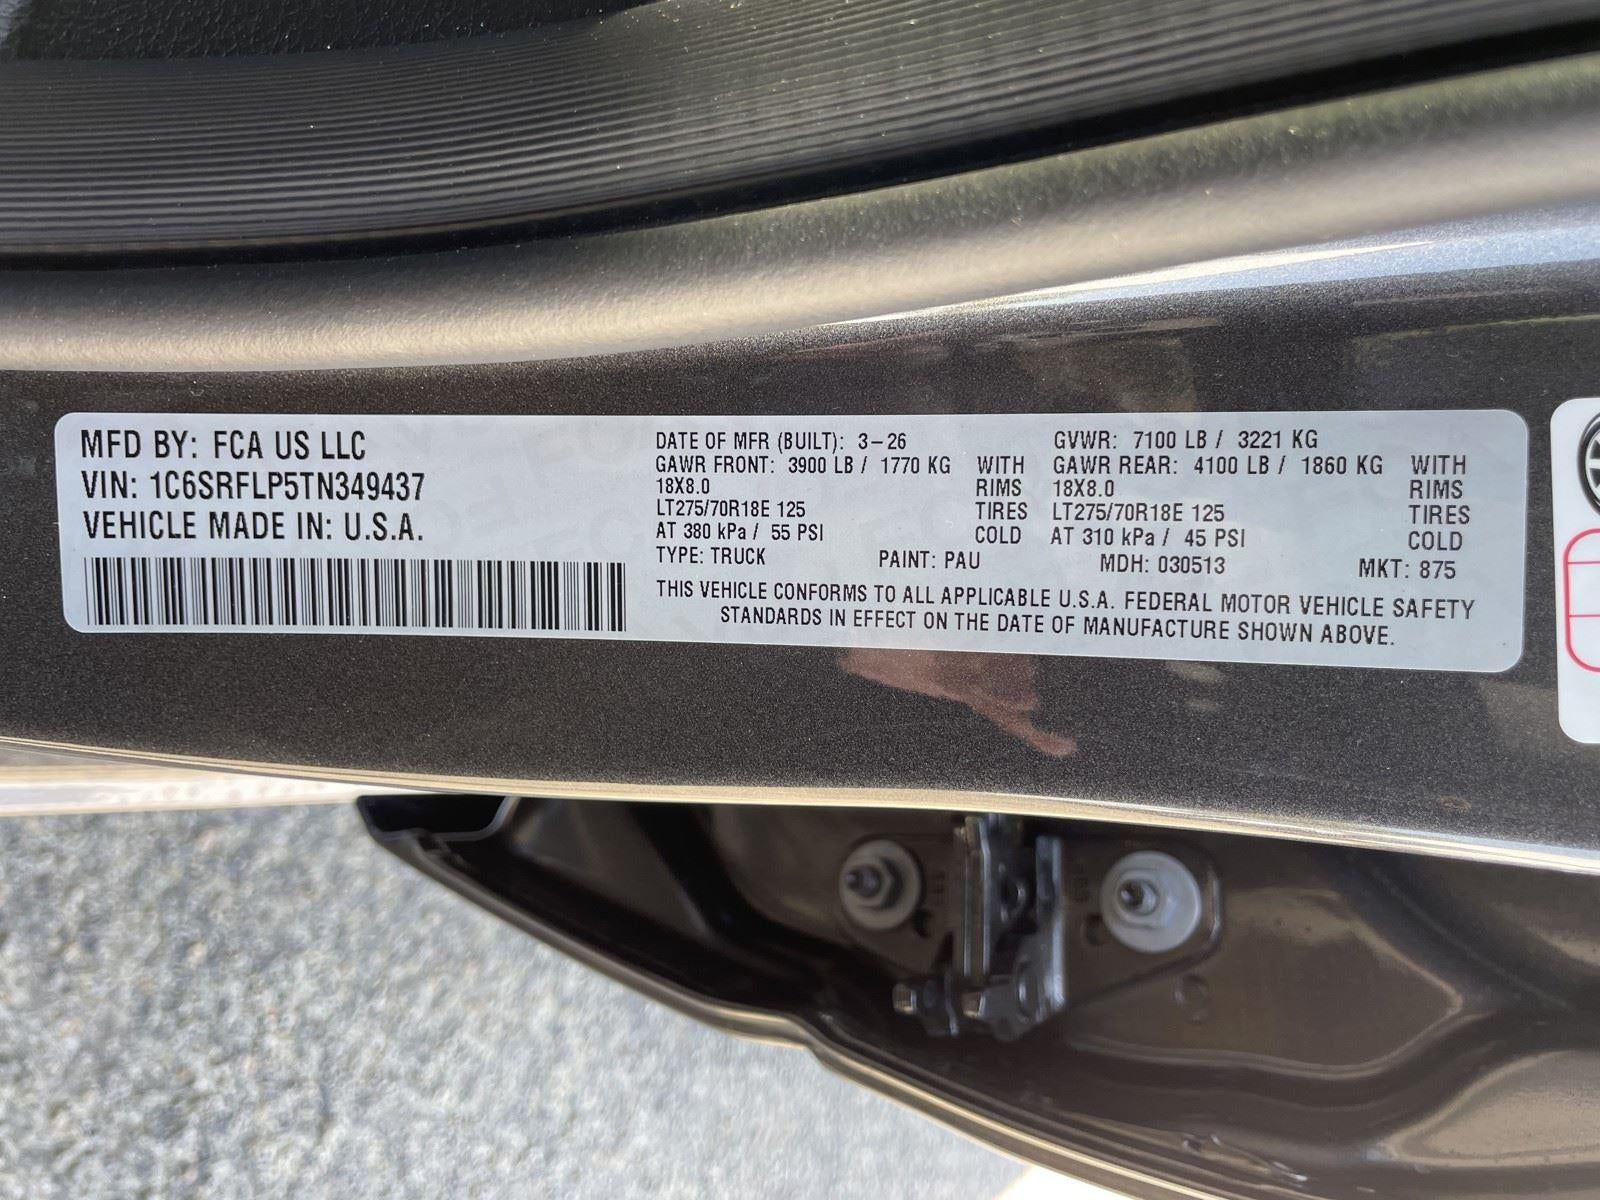 MFD BY: FCA US LLC
VIN: 1C6SRFLP5TN349437
VEHICLE MADE IN: U.S.A.
DATE OF MFR (BUILT): 3-26 GVWR: 7100 LB / 3221 KG
GAWR FRONT: 3900 LB / 1770 KG WITH GAWR REAR: 4100 LB / 1860 KG WITH
18X8.0 RIMS 18X8.0 RIMS
LT275/70R18E 125 TIRES LT275/70R18E 125 TIRES
AT 380 kPa / 55 PSI COLD AT 310 kPa / 45 PSI COLD
TYPE: TRUCK PAINT: PAU MDH: 030513 MKT: 875
THIS VEHICLE CONFORMS TO ALL APPLICABLE U.S.A. FEDERAL MOTOR VEHICLE SAFETY
STANDARDS IN EFFECT ON THE DATE OF MANUFACTURE SHOWN ABOVE.